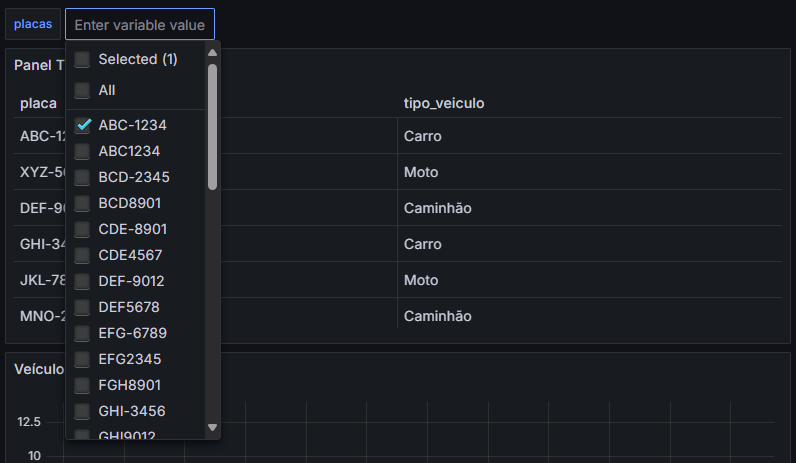 placas
Enter variable value
Selected (1)
All
ABC-1234
ABC1234
BCD-2345
BCD8901
CDE-8901
CDE4567
DEF-9012
DEF5678
EFG-6789
EFG2345
FGH8901
GHI-3456
GHI9012
Panel T
placa
tipo_veiculo
ABC-12
Carro
XYZ-56
Moto
DEF-90
Caminhão
GHI-34
Carro
JKL-78
Moto
MNO-2
Caminhão
Veículo
12.5
10